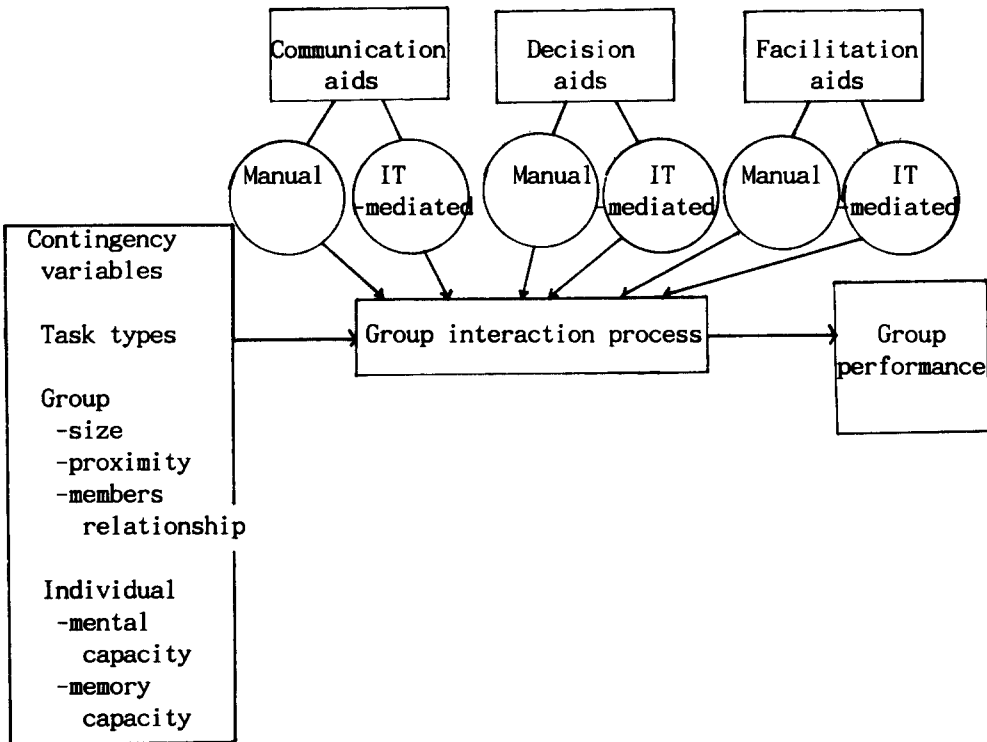 Communication
aids
Decision
aids
Facilitation
aids
Manual
IT
-mediated
Manual
IT
-mediated
Manual
IT
-mediated
Contingency
variables
Task types
Group
-size
-proximity
-members
relationship
Individual
-mental
capacity
-memory
capacity
Group interaction process
Group
performance